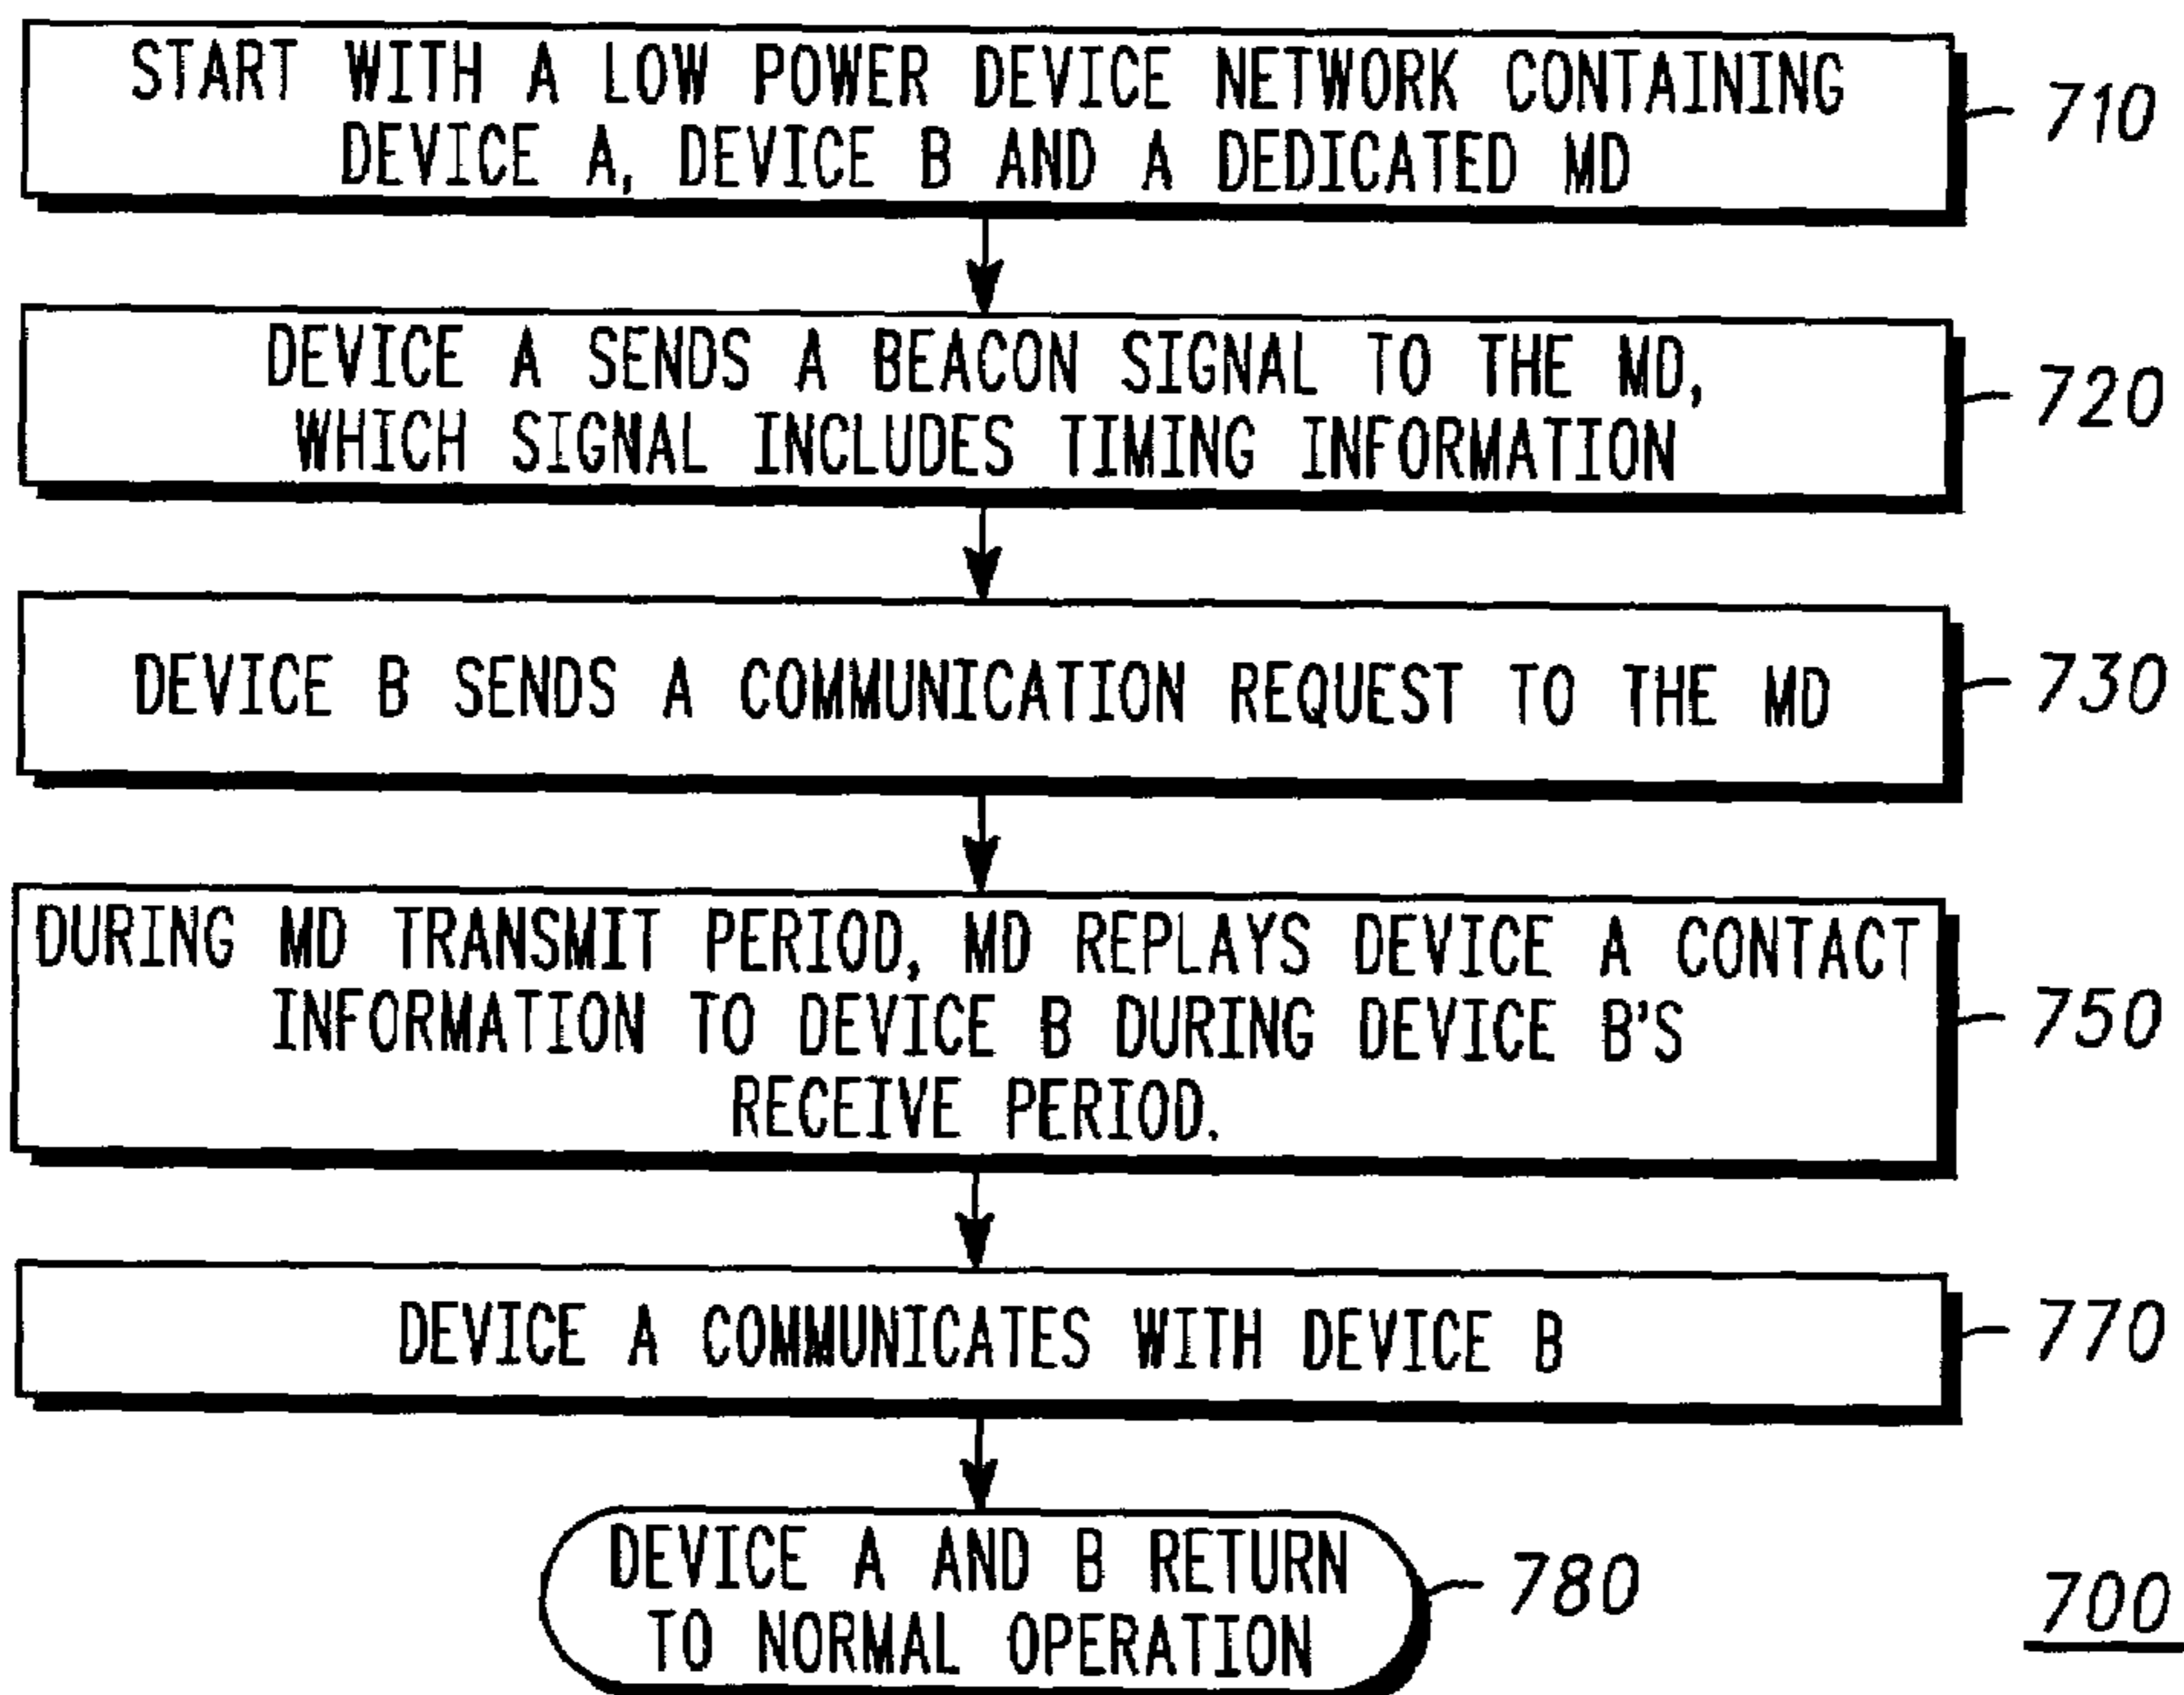 START WITH A LOW POWER DEVICE NETWORK CONTAINING
DEVICE A, DEVICE B AND A DEDICATED MD
710
DEVICE A SENDS A BEACON SIGNAL TO THE MD,
WHICH SIGNAL INCLUDES TIMING INFORMATION
720
DEVICE B SENDS A COMMUNICATION REQUEST TO THE MD
730
DURING MD TRANSMIT PERIOD, MD REPLAYS DEVICE A CONTACT
INFORMATION TO DEVICE B DURING DEVICE B'S
RECEIVE PERIOD.
750
DEVICE A COMMUNICATES WITH DEVICE B
770
DEVICE A AND B RETURN
TO NORMAL OPERATION
780
700